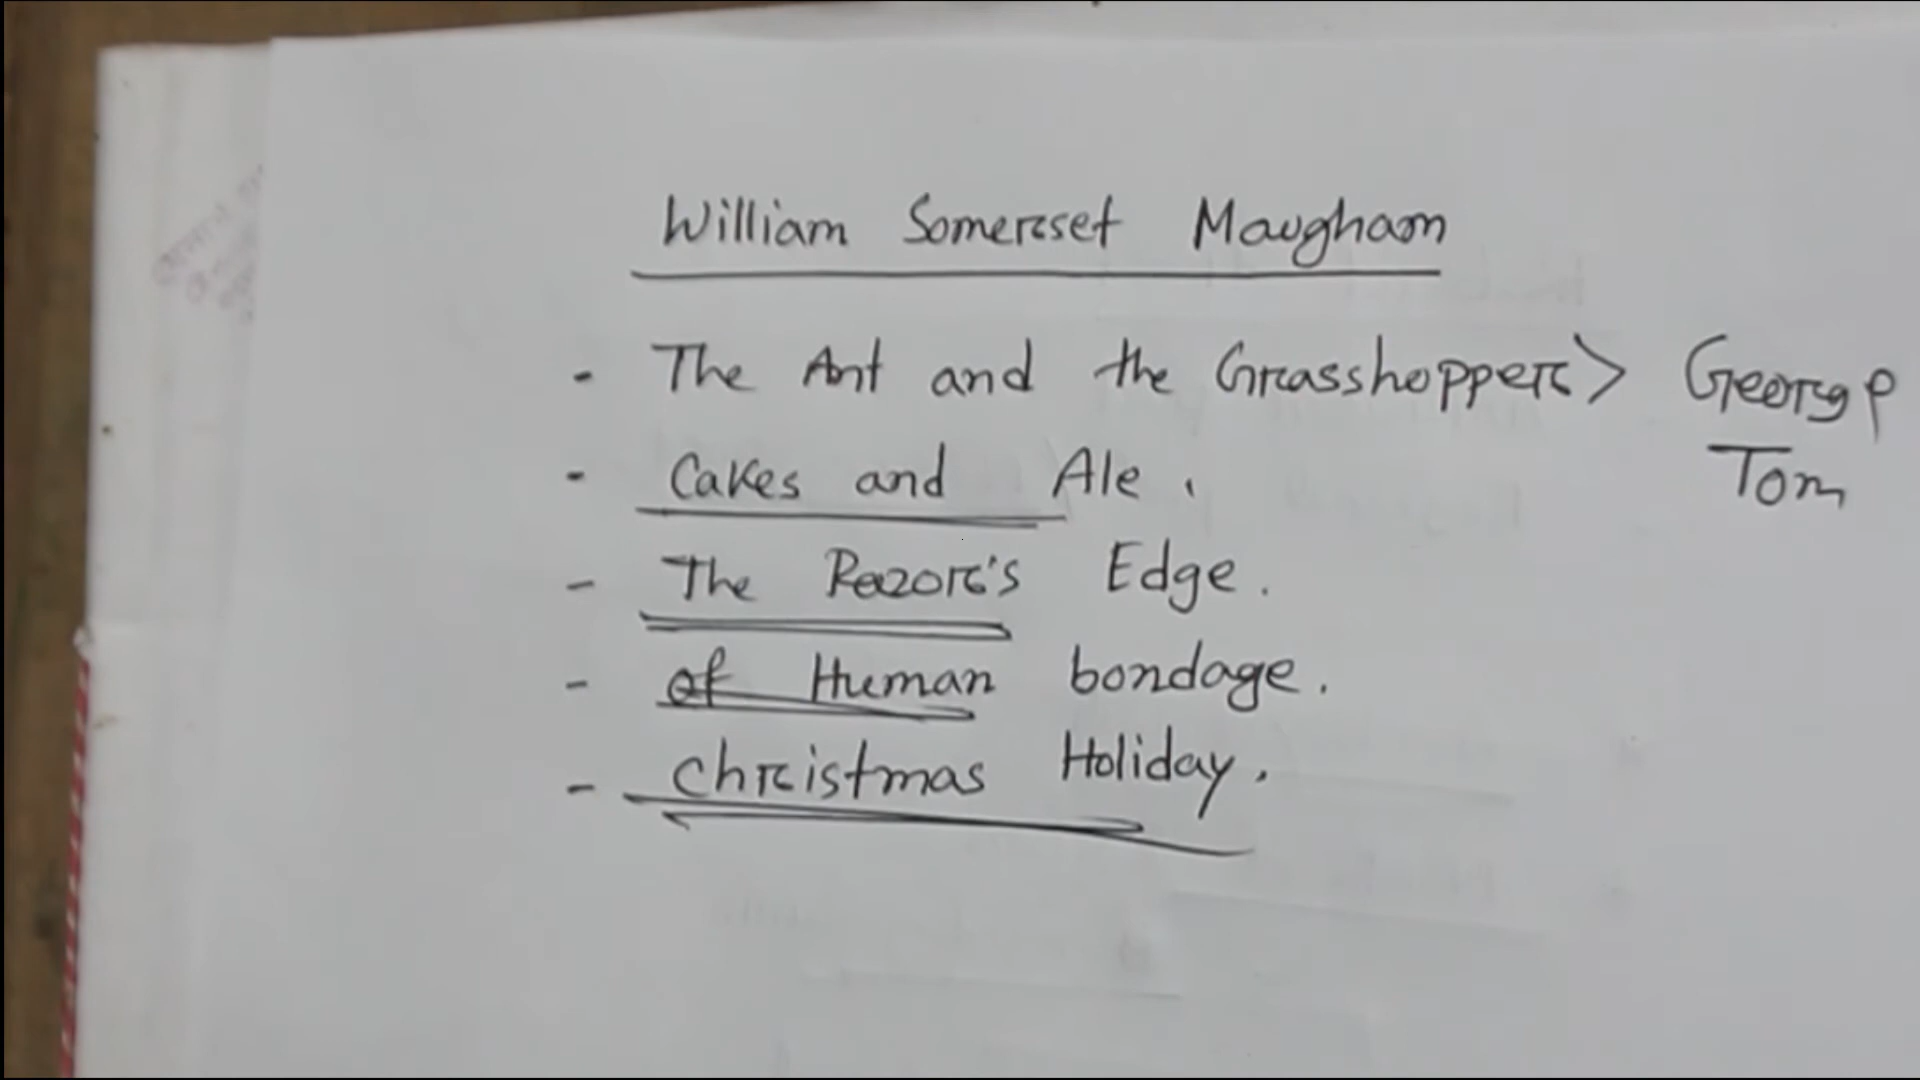 William Somerset Maugham
- The Ant and the Grasshopper > George
Tom
- Cakes and Ale.
- The Razor's Edge.
- of Human bondage.
- Christmas Holiday.